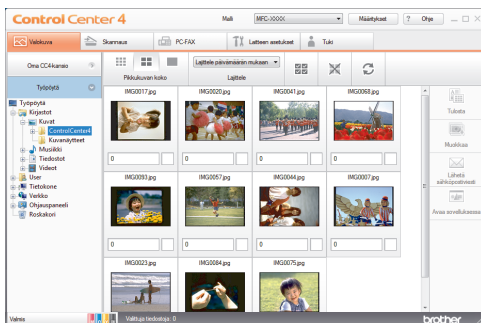 Control Center 4
Malli
MFC-XXXX
Määritykset
?
Ohje
Valokuva
Skannaus
PC-FAX
Laitteen asetukset
Tuki
Oma CC4-kansio
Työpöytä
Pikkukuvan koko
Lajittele päivämäärän mukaan.
Lajittele
Työpöytä
Kirjastot
Kuvat
ControlCenter4
Kuvanäytteet
Musiikki
Tiedostot
Videot
User
Tietokone
Verkko
Ohjauspaneeli
Roskakori
IMG0017.jpg
IMG0020.jpg
IMG0041.jpg
IMG0068.jpg
0
0
0
0
IMG0093.jpg
IMG0057.jpg
IMG0044.jpg
IMG0007.jpg
0
0
0
0
IMG0023.jpg
IMG0084.jpg
IMG0075.jpg
Tulosta
Muokkaa
Lähetä
sähköpostiviesti
Avaa sovelluksessa
Valmis
Valittuja tiedostoja: 0
brother